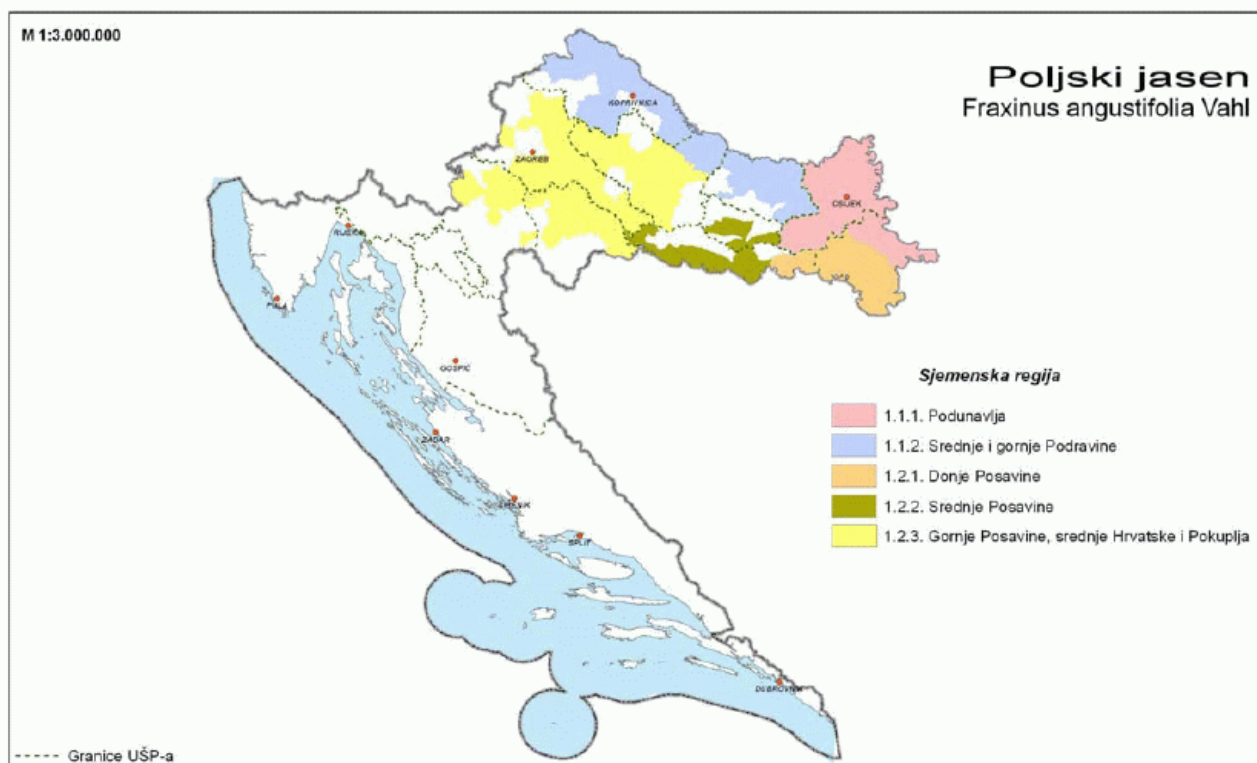 M 1:3.000.000
Poljski jasen
Fraxinus angustifolia Vahl
KOPRIVNICA
ZAGREB
OSIJEK
RIJEKA
PULA
GOSPIĆ
ZADAR
ŠIBENIK
SPLIT
DUBROVNIK
Sjemenska regija
1.1.1. Podunavlja
1.1.2. Srednje i gornje Podravine
1.2.1. Donje Posavine
1.2.2. Srednje Posavine
1.2.3. Gornje Posavine, srednje Hrvatske i Pokuplja
Granice UŠP-a